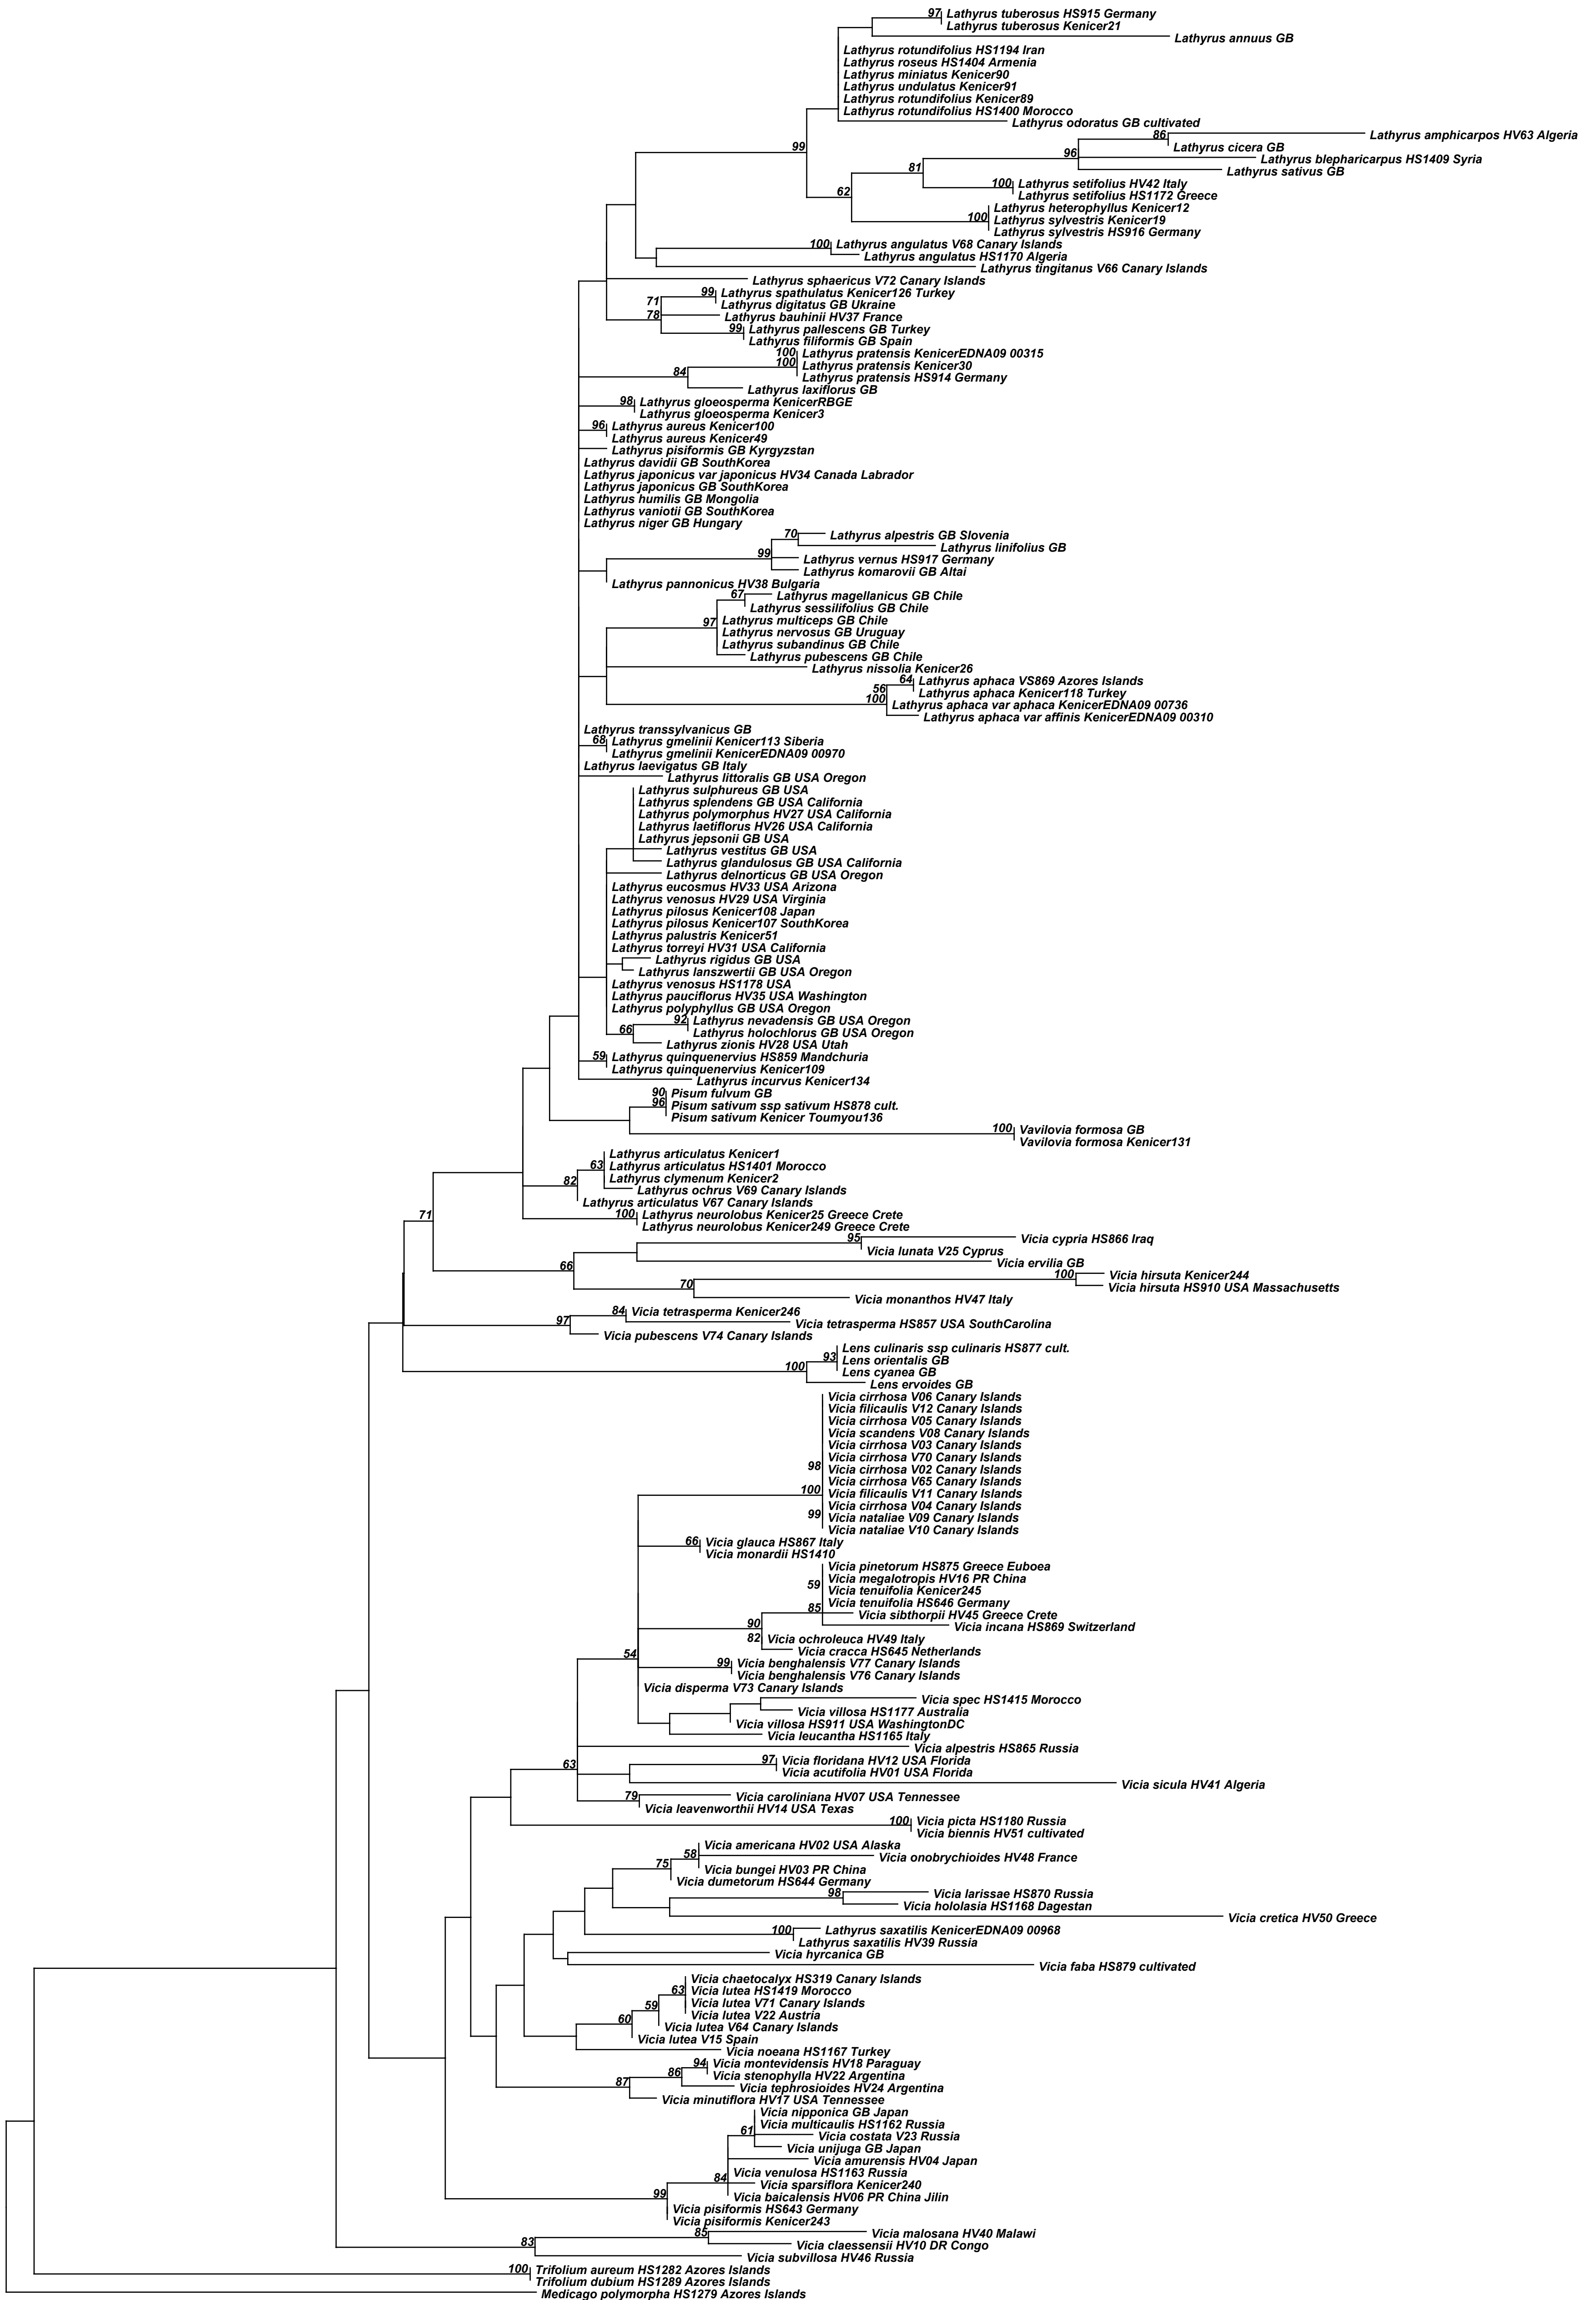 97 Lathyrus tuberosus HS915 Germany
Lathyrus tuberosus Kenicer21
Lathyrus annuus GB
Lathyrus rotundifolius HS1194 Iran
Lathyrus roseus HS1404 Armenia
Lathyrus miniatus Kenicer90
Lathyrus undulatus Kenicer91
Lathyrus rotundifolius Kenicer89
Lathyrus rotundifolius HS1400 Morocco
Lathyrus odoratus GB cultivated
86 Lathyrus amphicarpos HV63 Algeria
Lathyrus cicera GB
99
96 Lathyrus blepharicarpus HS1409 Syria
81 Lathyrus sativus GB
100 Lathyrus setifolius HV42 Italy
62 Lathyrus setifolius HS1172 Greece
Lathyrus heterophyllus Kenicer12
100 Lathyrus sylvestris Kenicer19
Lathyrus sylvestris HS916 Germany
100 Lathyrus angulatus V68 Canary Islands
Lathyrus angulatus HS1170 Algeria
Lathyrus tingitanus V66 Canary Islands
Lathyrus sphaericus V72 Canary Islands
99 Lathyrus spathulatus Kenicer126 Turkey
71 Lathyrus digitatus GB Ukraine
78 Lathyrus bauhinii HV37 France
99 Lathyrus pallescens GB Turkey
Lathyrus filiformis GB Spain
100 Lathyrus pratensis KenicerEDNA09 00315
100 Lathyrus pratensis Kenicer30
84 Lathyrus pratensis HS914 Germany
Lathyrus laxiflorus GB
98 Lathyrus gloeosperma KenicerRBGE
Lathyrus gloeosperma Kenicer3
96 Lathyrus aureus Kenicer100
Lathyrus aureus Kenicer49
Lathyrus pisiformis GB Kyrgyzstan
Lathyrus davidii GB SouthKorea
Lathyrus japonicus var japonicus HV34 Canada Labrador
Lathyrus japonicus GB SouthKorea
Lathyrus humilis GB Mongolia
Lathyrus vaniotii GB SouthKorea
Lathyrus niger GB Hungary
70 Lathyrus alpestris GB Slovenia
Lathyrus linifolius GB
99 Lathyrus vernus HS917 Germany
Lathyrus komarovii GB Altai
Lathyrus pannonicus HV38 Bulgaria
67 Lathyrus magellanicus GB Chile
Lathyrus sessilifolius GB Chile
97 Lathyrus multiceps GB Chile
Lathyrus nervosus GB Uruguay
Lathyrus subandinus GB Chile
Lathyrus pubescens GB Chile
Lathyrus nissolia Kenicer26
64 Lathyrus aphaca VS869 Azores Islands
56 Lathyrus aphaca Kenicer118 Turkey
100 Lathyrus aphaca var aphaca KenicerEDNA09 00736
Lathyrus aphaca var affinis KenicerEDNA09 00310
Lathyrus transsylvanicus GB
68 Lathyrus gmelinii Kenicer113 Siberia
Lathyrus gmelinii KenicerEDNA09 00970
Lathyrus laevigatus GB Italy
Lathyrus littoralis GB USA Oregon
Lathyrus sulphureus GB USA
Lathyrus splendens GB USA California
Lathyrus polymorphus HV27 USA California
Lathyrus laetiflorus HV26 USA California
Lathyrus jepsonii GB USA
Lathyrus vestitus GB USA
Lathyrus glandulosus GB USA California
Lathyrus delnorticus GB USA Oregon
Lathyrus eucosmus HV33 USA Arizona
Lathyrus venosus HV29 USA Virginia
Lathyrus pilosus Kenicer108 Japan
Lathyrus pilosus Kenicer107 SouthKorea
Lathyrus palustris Kenicer51
Lathyrus torreyi HV31 USA California
Lathyrus rigidus GB USA
Lathyrus lanszwertii GB USA Oregon
Lathyrus venosus HS1178 USA
Lathyrus pauciflorus HV35 USA Washington
Lathyrus polyphyllus GB USA Oregon
92 Lathyrus nevadensis GB USA Oregon
66 Lathyrus holochlorus GB USA Oregon
Lathyrus zionis HV28 USA Utah
59 Lathyrus quinquenervius HS859 Mandchuria
Lathyrus quinquenervius Kenicer109
Lathyrus incurvus Kenicer134
90 Pisum fulvum GB
96 Pisum sativum ssp sativum HS878 cult.
Pisum sativum Kenicer Toumyou136
100 Vavilovia formosa GB
Vavilovia formosa Kenicer131
Lathyrus articulatus Kenicer1
63 Lathyrus articulatus HS1401 Morocco
82 Lathyrus clymenum Kenicer2
Lathyrus ochrus V69 Canary Islands
Lathyrus articulatus V67 Canary Islands
71 100 Lathyrus neurolobus Kenicer25 Greece Crete
Lathyrus neurolobus Kenicer249 Greece Crete
95 Vicia cypria HS866 Iraq
Vicia lunata V25 Cyprus
66 Vicia ervilia GB
100 Vicia hirsuta Kenicer244
70 Vicia hirsuta HS910 USA Massachusetts
Vicia monanthos HV47 Italy
84 Vicia tetrasperma Kenicer246
97 Vicia tetrasperma HS857 USA SouthCarolina
Vicia pubescens V74 Canary Islands
Lens culinaris ssp culinaris HS877 cult.
93 Lens orientalis GB
100 Lens cyanea GB
Lens ervoides GB
Vicia cirrhosa V06 Canary Islands
Vicia filicaulis V12 Canary Islands
Vicia cirrhosa V05 Canary Islands
Vicia scandens V08 Canary Islands
Vicia cirrhosa V03 Canary Islands
Vicia cirrhosa V70 Canary Islands
98 Vicia cirrhosa V02 Canary Islands
Vicia cirrhosa V65 Canary Islands
100 Vicia filicaulis V11 Canary Islands
Vicia cirrhosa V04 Canary Islands
99 Vicia nataliae V09 Canary Islands
Vicia nataliae V10 Canary Islands
66 Vicia glauca HS867 Italy
Vicia monardii HS1410
Vicia pinetorum HS875 Greece Euboea
Vicia megalotropis HV16 PR China
59 Vicia tenuifolia Kenicer245
Vicia tenuifolia HS646 Germany
85 Vicia sibthorpii HV45 Greece Crete
90 Vicia incana HS869 Switzerland
82 Vicia ochroleuca HV49 Italy
Vicia cracca HS645 Netherlands
54 99 Vicia benghalensis V77 Canary Islands
Vicia benghalensis V76 Canary Islands
Vicia disperma V73 Canary Islands
Vicia spec HS1415 Morocco
Vicia villosa HS1177 Australia
Vicia villosa HS911 USA WashingtonDC
Vicia leucantha HS1165 Italy
Vicia alpestris HS865 Russia
63 97 Vicia floridana HV12 USA Florida
Vicia acutifolia HV01 USA Florida
Vicia sicula HV41 Algeria
79 Vicia caroliniana HV07 USA Tennessee
Vicia leavenworthii HV14 USA Texas
100 Vicia picta HS1180 Russia
Vicia biennis HV51 cultivated
Vicia americana HV02 USA Alaska
58 Vicia onobrychioides HV48 France
75 Vicia bungei HV03 PR China
Vicia dumetorum HS644 Germany
98 Vicia larissae HS870 Russia
Vicia hololasia HS1168 Dagestan
Vicia cretica HV50 Greece
100 Lathyrus saxatilis KenicerEDNA09 00968
Lathyrus saxatilis HV39 Russia
Vicia hyrcanica GB
Vicia faba HS879 cultivated
Vicia chaetocalyx HS319 Canary Islands
63 Vicia lutea HS1419 Morocco
59 Vicia lutea V71 Canary Islands
60 Vicia lutea V22 Austria
Vicia lutea V64 Canary Islands
Vicia lutea V15 Spain
Vicia noeana HS1167 Turkey
94 Vicia montevidensis HV18 Paraguay
86 Vicia stenophylla HV22 Argentina
87 Vicia tephrosioides HV24 Argentina
Vicia minutiflora HV17 USA Tennessee
Vicia nipponica GB Japan
Vicia multicaulis HS1162 Russia
61 Vicia costata V23 Russia
Vicia unijuga GB Japan
Vicia amurensis HV04 Japan
84 Vicia venulosa HS1163 Russia
Vicia sparsiflora Kenicer240
99 Vicia baicalensis HV06 PR China Jilin
Vicia pisiformis HS643 Germany
Vicia pisiformis Kenicer243
85 Vicia malosana HV40 Malawi
83 Vicia claessensii HV10 DR Congo
Vicia subvillosa HV46 Russia
100 Trifolium aureum HS1282 Azores Islands
Trifolium dubium HS1289 Azores Islands
Medicago polymorpha HS1279 Azores Islands